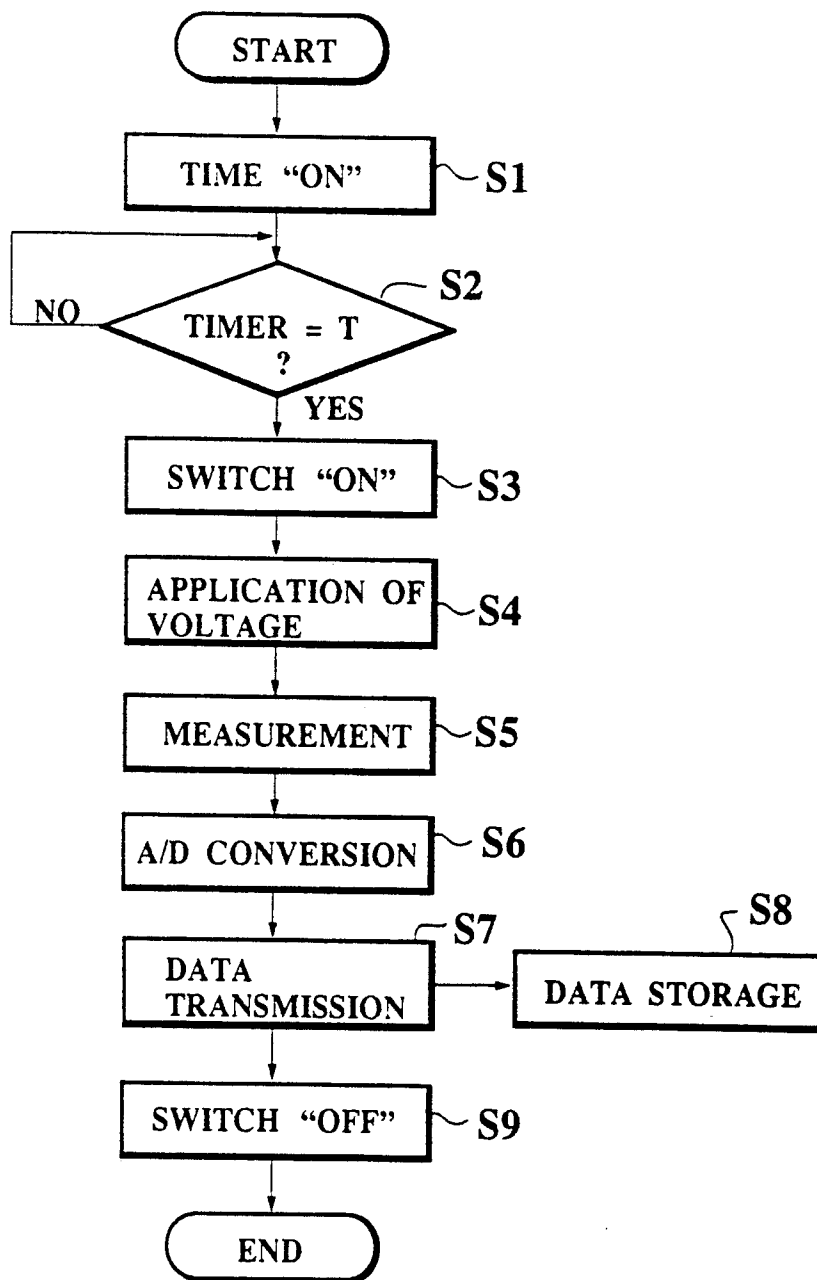 START
TIME “ON”
S1
S2
NO
TIMER = T
?
YES
SWITCH “ON”
S3
APPLICATION OF
VOLTAGE
S4
MEASUREMENT
S5
A/D CONVERSION
S6
S7
DATA
TRANSMISSION
S8
DATA STORAGE
SWITCH “OFF”
S9
END